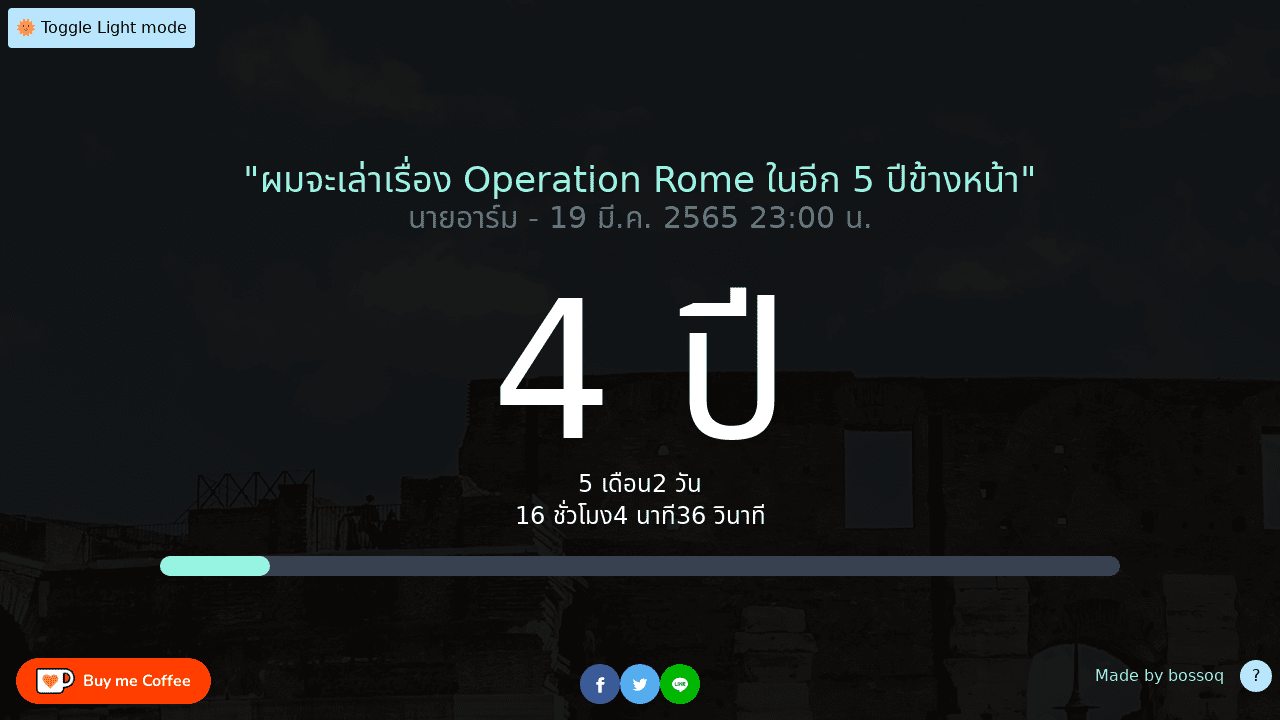 Toggle Light mode
"ผมจะเล่าเรื่อง Operation Rome ในอีก 5 ปีข้างหน้า"
นายอาร์ม - 19 มี.ค. 2565 23:00 น.
4 ปี
5 เดือน2 วัน
16 ชั่วโมง4 นาที36 วินาที
Buy me Coffee
LINE
Made by bossoq
?